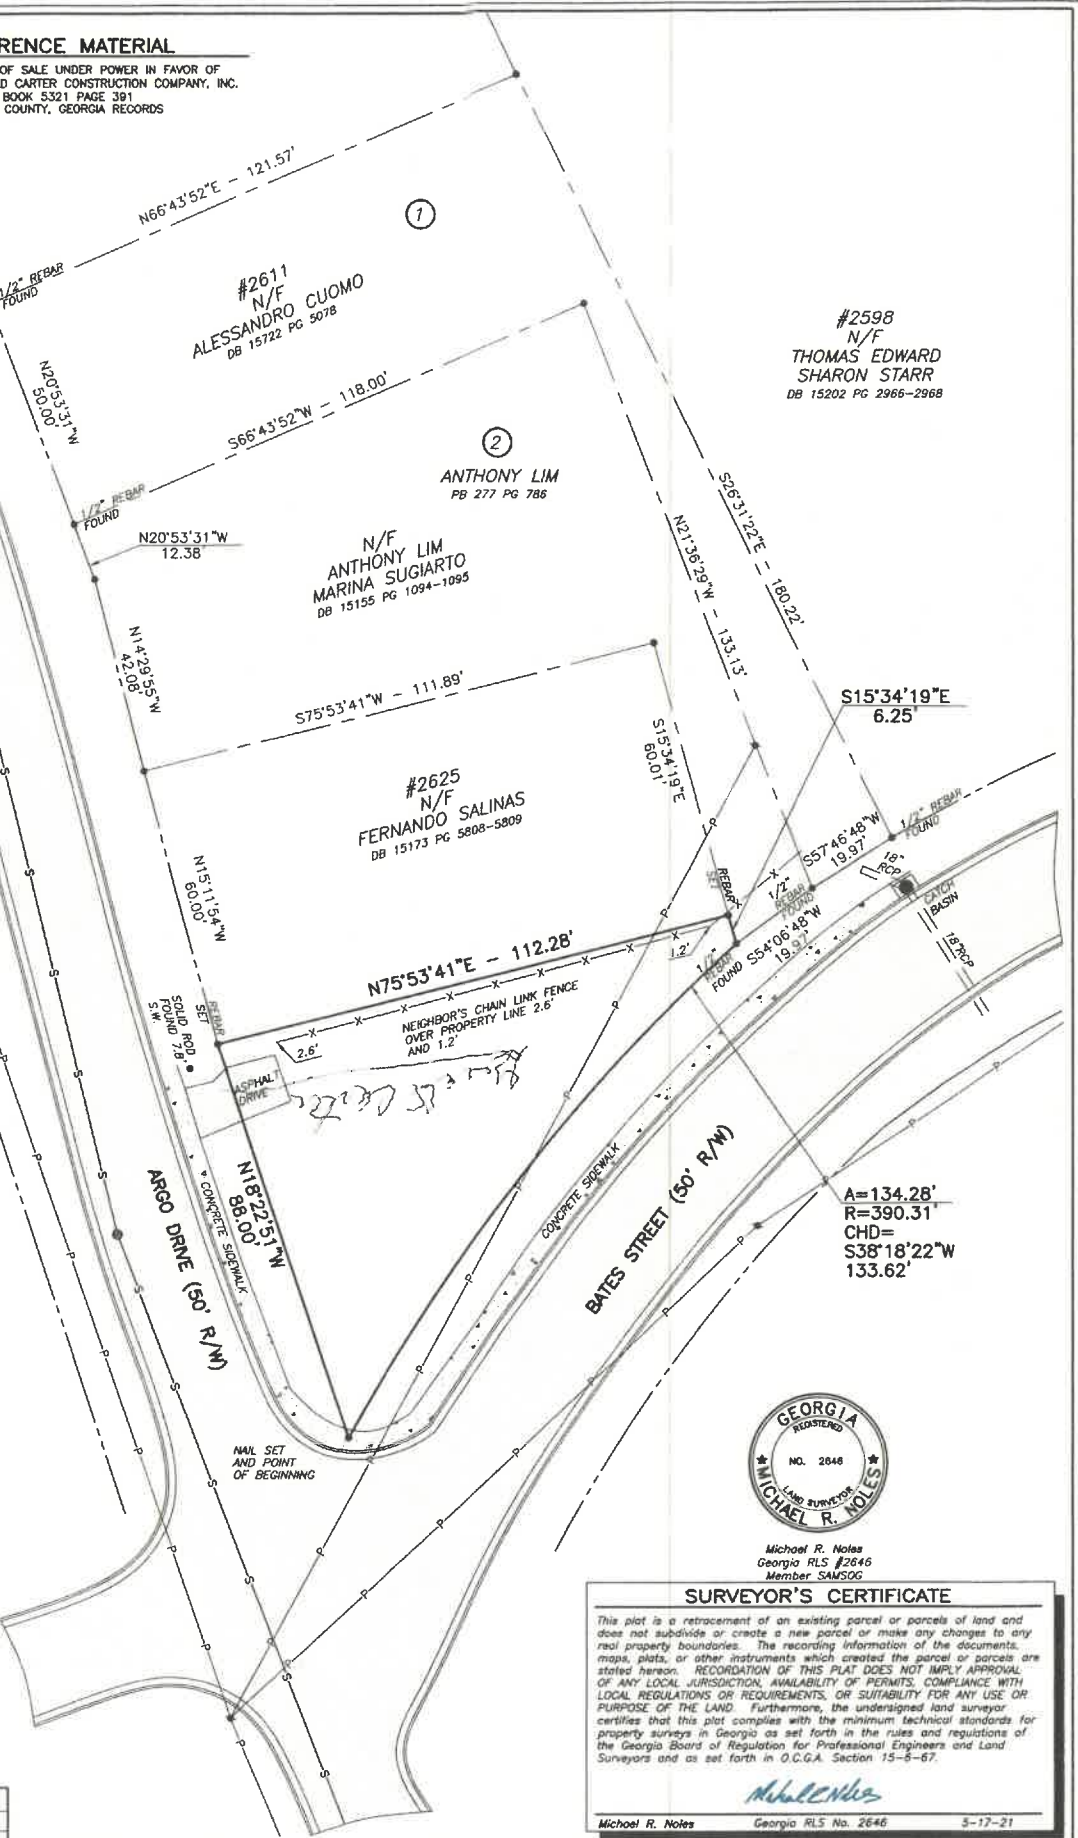 RENCE MATERIAL
OF SALE UNDER POWER IN FAVOR OF
D CARTER CONSTRUCTION COMPANY, INC.
BOOK 5321 PAGE 391
COUNTY, GEORGIA RECORDS
N66°43'52"E - 121.57'
1
1/2" REBAR
FOUND
#2611
N/F
ALESSANDRO CUOMO
DB 15722 PG 5078
#2598
N/F
THOMAS EDWARD
SHARON STARR
DB 15202 PG 2966-2968
N20°53'31"W
50.00'
S66°43'52"W - 118.00'
2
ANTHONY LIM
PB 277 PG 786
1/2" REBAR
FOUND
N20°53'31"W
12.38'
N/F
ANTHONY LIM
MARINA SUGIARTO
DB 15155 PG 1094-1095
S26°31'22"E - 180.22'
N21°36'29"W - 133.13'
N14°29'55"W
42.08'
S75°53'41"W - 111.89'
S15°34'19"E
6.25'
S15°34'19"E
60.01'
#2625
N/F
FERNANDO SALINAS
DB 15173 PG 5808-5809
1/2" REBAR
FOUND
S57°46'48"W
19.97'
18"
RCP
CATCH
BASIN
18"RCP
REBAR
SET
1/2"
REBAR
FOUND
N15°11'54"W
60.00'
S54°06'48"W
19.97'
1/2"
REBAR
FOUND
1.2'
N75°53'41"E - 112.28'
NEIGHBOR'S CHAIN LINK FENCE
OVER PROPERTY LINE 2.6'
AND 1.2'
REBAR
SET
SOLID ROD
FOUND 7.8'
S.W.
2.6'
ASPHALT
DRIVE
N18°22'51"W
88.00'
CONCRETE SIDEWALK
ARGO DRIVE (50' R/W)
CONCRETE SIDEWALK
BATES STREET (50' R/W)
A=134.28'
R=390.31'
CHD=
S38°18'22"W
133.62'
NAIL SET
AND POINT
OF BEGINNING
GEORGIA
REGISTERED
NO. 2646
LAND SURVEYOR
MICHAEL R. NOLES
Michael R. Noles
Georgia RLS #2646
Member SAMSOG
SURVEYOR'S CERTIFICATE
This plat is a retracement of an existing parcel or parcels of land and
does not subdivide or create a new parcel or make any changes to any
real property boundaries. The recording information of the documents,
maps, plats, or other instruments which created the parcel or parcels are
stated hereon. RECORDATION OF THIS PLAT DOES NOT IMPLY APPROVAL
OF ANY LOCAL JURISDICTION, AVAILABILITY OF PERMITS, COMPLIANCE WITH
LOCAL REGULATIONS OR REQUIREMENTS, OR SUITABILITY FOR ANY USE OR
PURPOSE OF THE LAND. Furthermore, the undersigned land surveyor
certifies that this plat complies with the minimum technical standards for
property surveys in Georgia as set forth in the rules and regulations of
the Georgia Board of Regulation for Professional Engineers and Land
Surveyors and as set forth in O.C.G.A. Section 15-6-67.
Michael R. Noles Georgia RLS No. 2646 5-17-21